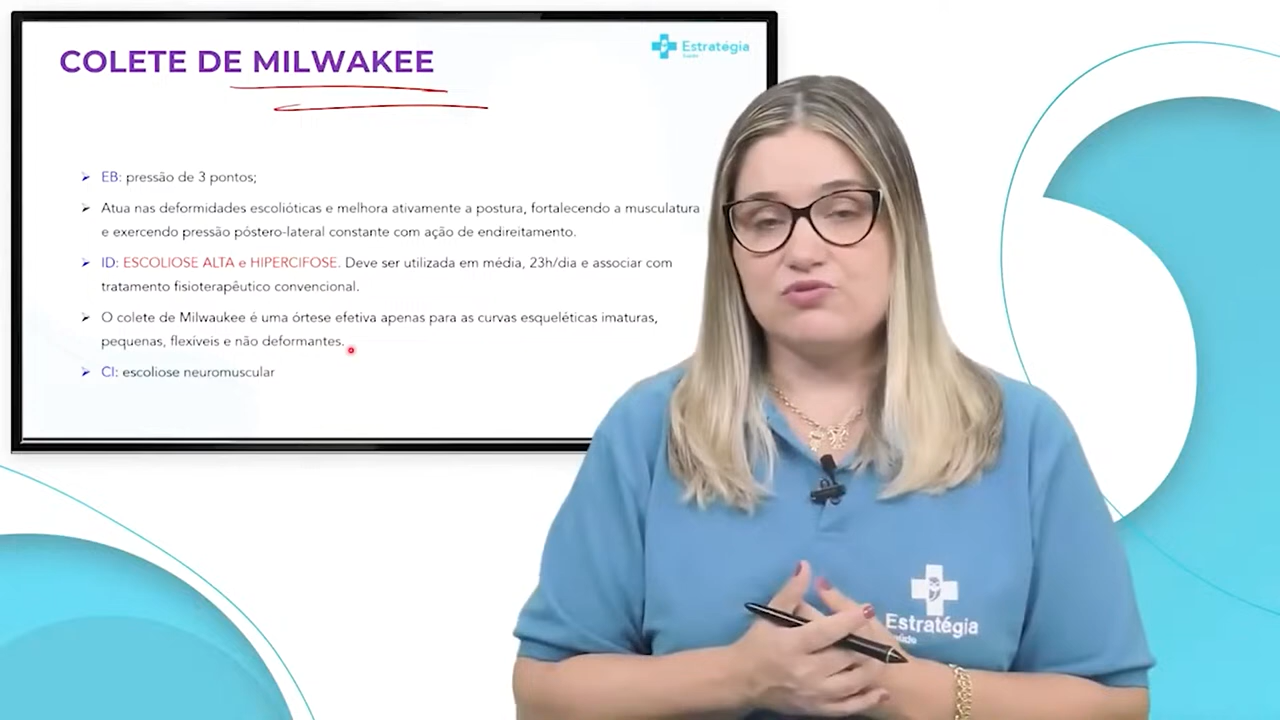 COLETE DE MILWAKEE
Estratégia
Saúde
EB: pressão de 3 pontos;
Atua nas deformidades escolióticas e melhora ativamente a postura, fortalecendo a musculatura
e exercendo pressão póstero-lateral constante com ação de endireitamento.
ID: ESCOLIOSE ALTA e HIPERCIFOSE. Deve ser utilizada em média, 23h/dia e associar com
tratamento fisioterapêutico convencional.
O colete de Milwaukee é uma órtese efetiva apenas para as curvas esqueléticas imaturas,
pequenas, flexíveis e não deformantes.
CI: escoliose neuromuscular
Estratégia